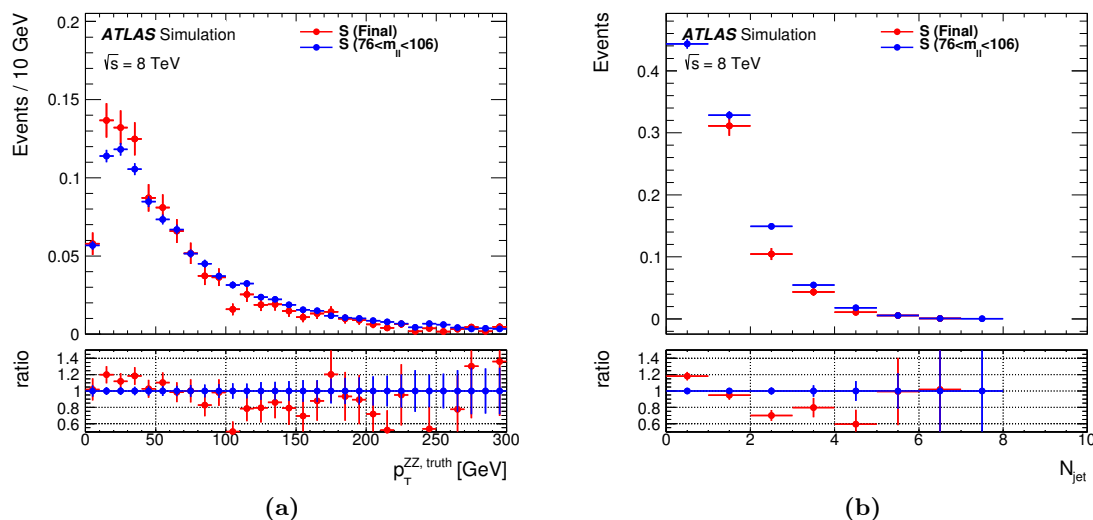 Events / 10 GeV
ATLAS Simulation
√s = 8 TeV
S (Final)
S (76<m_ll<106)
0.2
0.15
0.1
0.05
0
ratio
1.4
1.2
1
0.8
0.6
0 50 100 150 200 250 300
p_T^ZZ, truth [GeV]
(a)
Events
ATLAS Simulation
√s = 8 TeV
S (Final)
S (76<m_ll<106)
0.4
0.3
0.2
0.1
0
ratio
1.4
1.2
1
0.8
0.6
0 2 4 6 8 10
N_jet
(b)